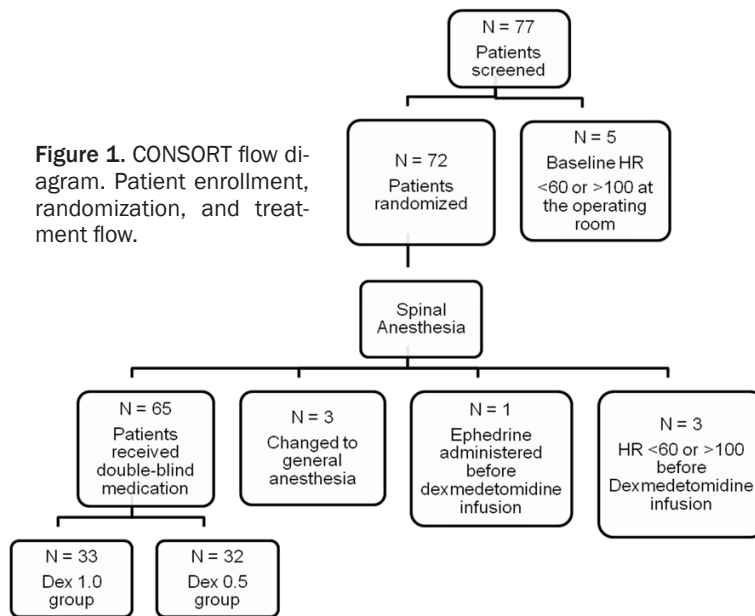 N = 77
Patients
screened
Figure 1. CONSORT flow di-
agram. Patient enrollment,
randomization, and treat-
ment flow.
N = 72
Patients
randomized
N = 5
Baseline HR
<60 or >100 at
the operating
room
Spinal
Anesthesia
N = 65
Patients
received
double-blind
medication
N = 3
Changed to
general
anesthesia
N = 1
Ephedrine
administered
before
dexmedetomidine
infusion
N = 3
HR <60 or >100
before
Dexmedetomidine
infusion
N = 33
Dex 1.0
group
N = 32
Dex 0.5
group